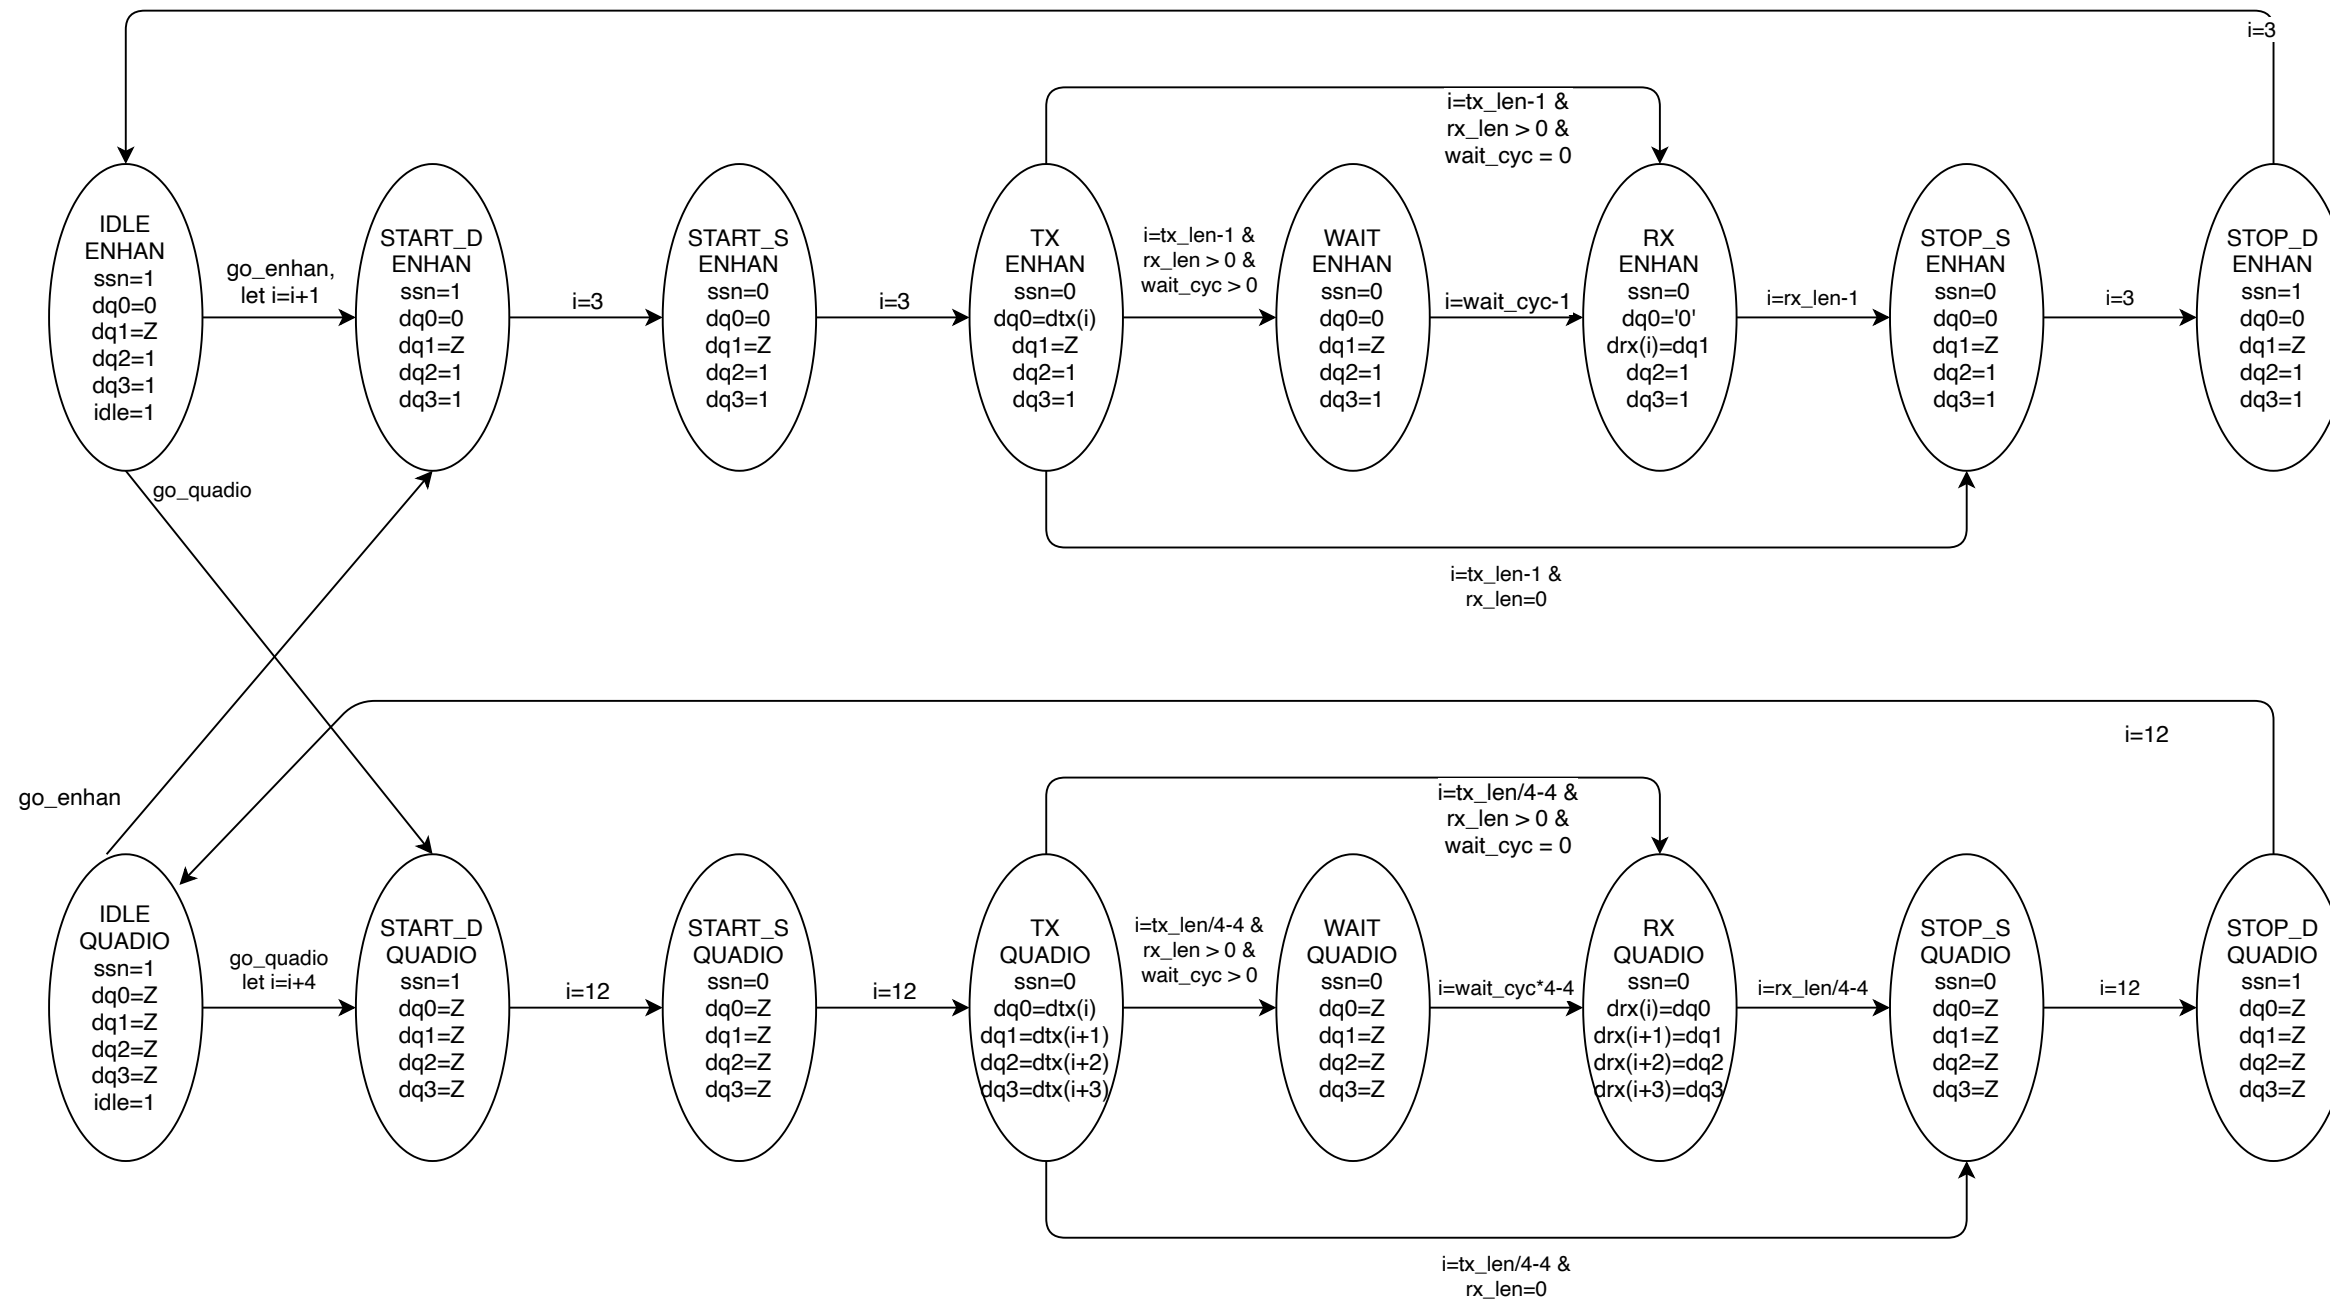 i=3
i=tx_len-1 &
rx_len > 0 &
wait_cyc = 0
IDLE
ENHAN
ssn=1
dq0=0
dq1=Z
dq2=1
dq3=1
idle=1
go_enhan,
let i=i+1
START_D
ENHAN
ssn=1
dq0=0
dq1=Z
dq2=1
dq3=1
i=3
START_S
ENHAN
ssn=0
dq0=0
dq1=Z
dq2=1
dq3=1
i=3
TX
ENHAN
ssn=0
dq0=dtx(i)
dq1=Z
dq2=1
dq3=1
i=tx_len-1 &
rx_len > 0 &
wait_cyc > 0
WAIT
ENHAN
ssn=0
dq0=0
dq1=Z
dq2=1
dq3=1
i=wait_cyc-1
RX
ENHAN
ssn=0
dq0='0'
drx(i)=dq1
dq2=1
dq3=1
i=rx_len-1
STOP_S
ENHAN
ssn=0
dq0=0
dq1=Z
dq2=1
dq3=1
i=3
STOP_D
ENHAN
ssn=1
dq0=0
dq1=Z
dq2=1
dq3=1
go_quadio
i=tx_len-1 &
rx_len=0
i=12
go_enhan
i=tx_len/4-4 &
rx_len > 0 &
wait_cyc = 0
IDLE
QUADIO
ssn=1
dq0=Z
dq1=Z
dq2=Z
dq3=Z
idle=1
go_quadio
let i=i+4
START_D
QUADIO
ssn=1
dq0=Z
dq1=Z
dq2=Z
dq3=Z
i=12
START_S
QUADIO
ssn=0
dq0=Z
dq1=Z
dq2=Z
dq3=Z
i=12
TX
QUADIO
ssn=0
dq0=dtx(i)
dq1=dtx(i+1)
dq2=dtx(i+2)
dq3=dtx(i+3)
i=tx_len/4-4 &
rx_len > 0 &
wait_cyc > 0
WAIT
QUADIO
ssn=0
dq0=Z
dq1=Z
dq2=Z
dq3=Z
i=wait_cyc*4-4
RX
QUADIO
ssn=0
drx(i)=dq0
drx(i+1)=dq1
drx(i+2)=dq2
drx(i+3)=dq3
i=rx_len/4-4
STOP_S
QUADIO
ssn=0
dq0=Z
dq1=Z
dq2=Z
dq3=Z
i=12
STOP_D
QUADIO
ssn=1
dq0=Z
dq1=Z
dq2=Z
dq3=Z
i=tx_len/4-4 &
rx_len=0